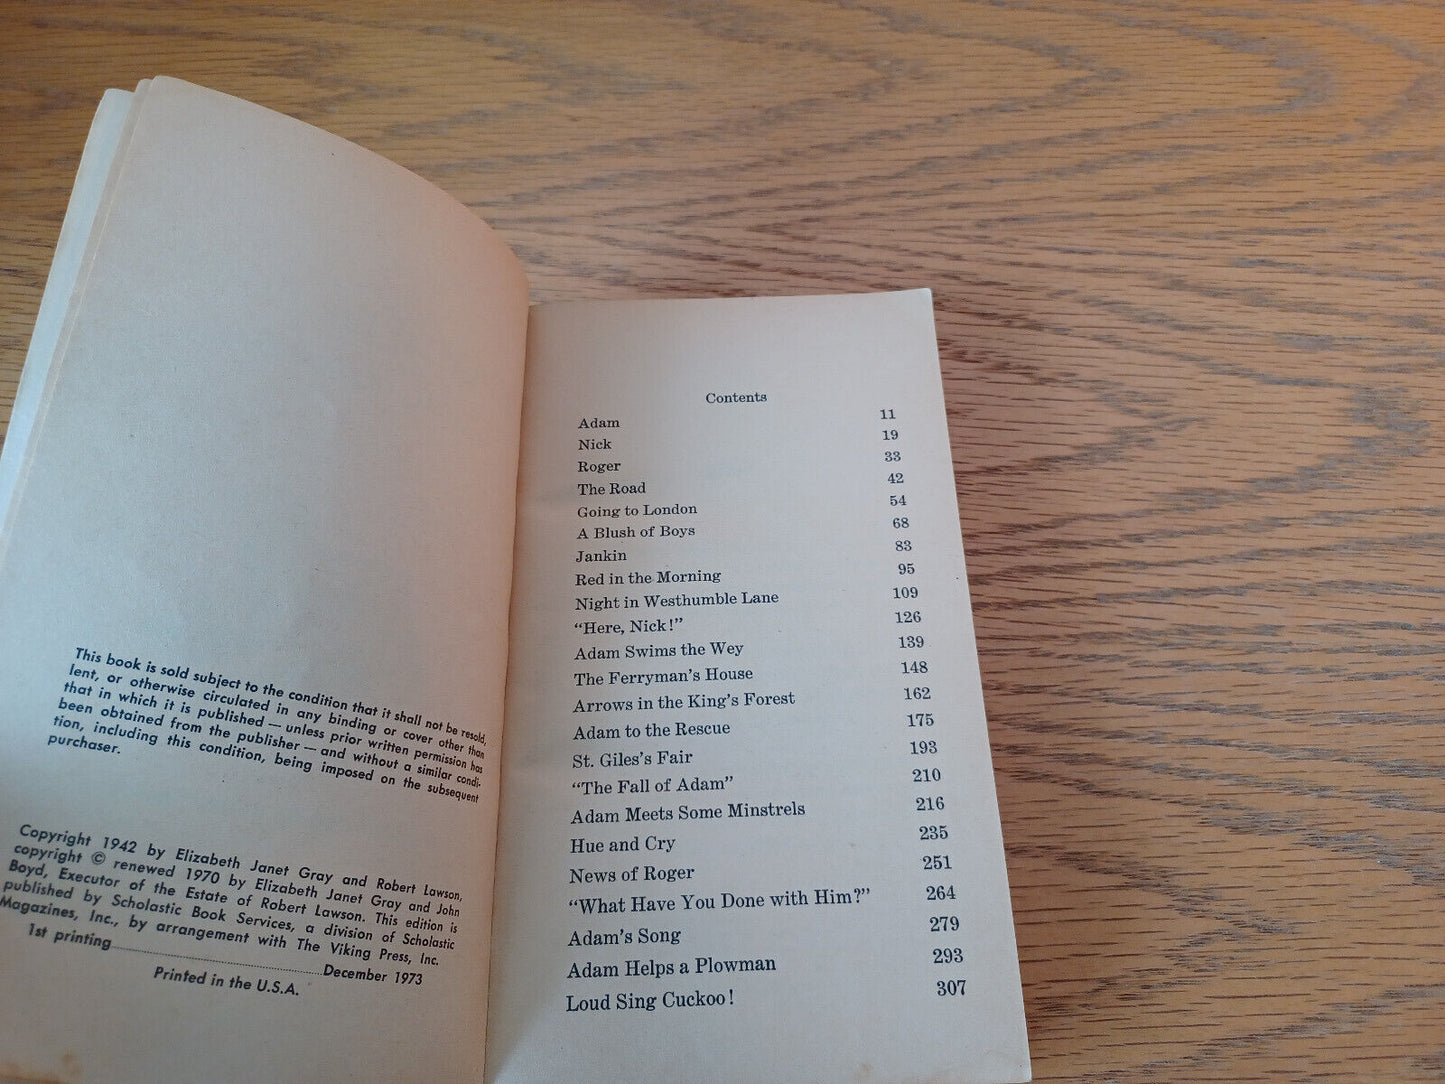 This book is sold subject to the condition that it shall not be resold,
lent, or otherwise circulated in any binding or cover other than
that in which it is published — unless prior written permission has
been obtained from the publisher — and without a similar condi-
tion, including this condition, being imposed on the subsequent
purchaser.
Copyright 1942 by Elizabeth Janet Gray and Robert Lawson,
copyright © renewed 1970 by Elizabeth Janet Gray and John
Boyd, Executor of the Estate of Robert Lawson. This edition is
published by Scholastic Book Services, a division of Scholastic
Magazines, Inc., by arrangement with The Viking Press, Inc.
1st printing..............................December 1973
Printed in the U.S.A.
Contents
Adam 11
Nick 19
Roger 33
The Road 42
Going to London 54
A Blush of Boys 68
Jankin 83
Red in the Morning 95
Night in Westhumble Lane 109
"Here, Nick!" 126
Adam Swims the Wey 139
The Ferryman's House 148
Arrows in the King's Forest 162
Adam to the Rescue 175
St. Giles's Fair 193
"The Fall of Adam" 210
Adam Meets Some Minstrels 216
Hue and Cry 235
News of Roger 251
"What Have You Done with Him?" 264
Adam's Song 279
Adam Helps a Plowman 293
Loud Sing Cuckoo! 307